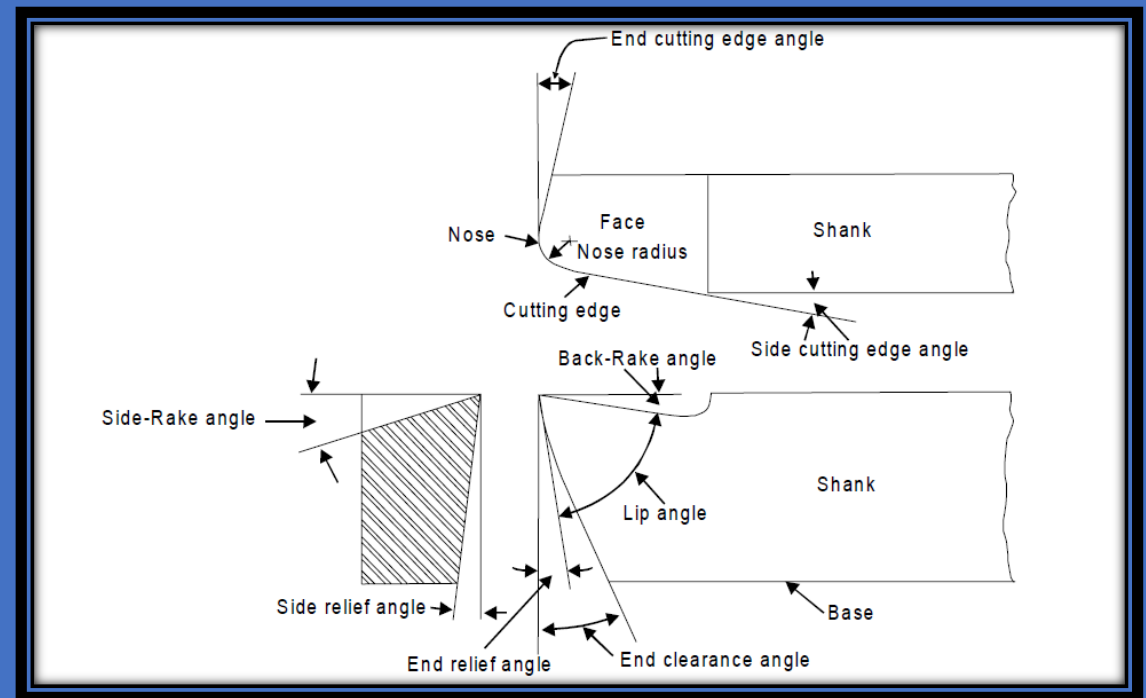 End cutting edge angle
Face
Shank
Nose
Nose radius
Cutting edge
Side cutting edge angle
Back-Rake angle
Side-Rake angle
Shank
Lip angle
Side relief angle
Base
End relief angle
End clearance angle